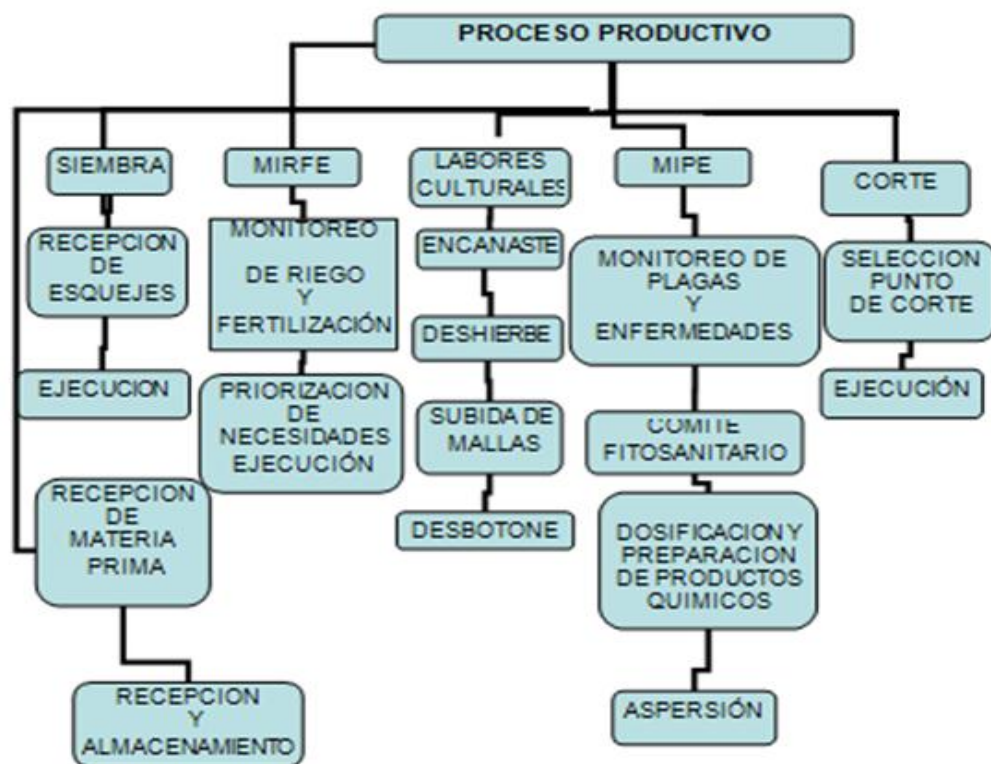 PROCESO PRODUCTIVO
SIEMBRA
RECEPCION
DE
ESQUEJES
EJECUCION
RECEPCION
DE
MATERIA
PRIMA
RECEPCION
Y
ALMACENAMIENTO
MIRFE
MONITOREO
DE RIEGO
Y
FERTILIZACIÓN
PRIORIZACION
DE
NECESIDADES
EJECUCIÓN
LABORES
CULTURALES
ENCANASTE
DESHIERBE
SUBIDA DE
MALLAS
DESBOTONE
MIPE
MONITOREO DE
PLAGAS
Y
ENFERMEDADES
COMITE
FITOSANITARIO
DOSIFICACION Y
PREPARACION
DE PRODUCTOS
QUIMICOS
ASPERSIÓN
CORTE
SELECCION
PUNTO
DE CORTE
EJECUCIÓN